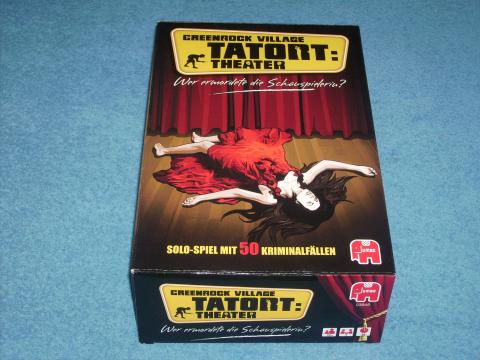 GREENROCK VILLAGE
TATORT:
THEATER
Wer ermordete die Schauspielerin?
SOLO-SPIEL MIT 50 KRIMINALFÄLLEN
Jumbo
GREENROCK VILLAGE
TATORT:
THEATER
Wer ermordete die Schauspielerin?
Jumbo